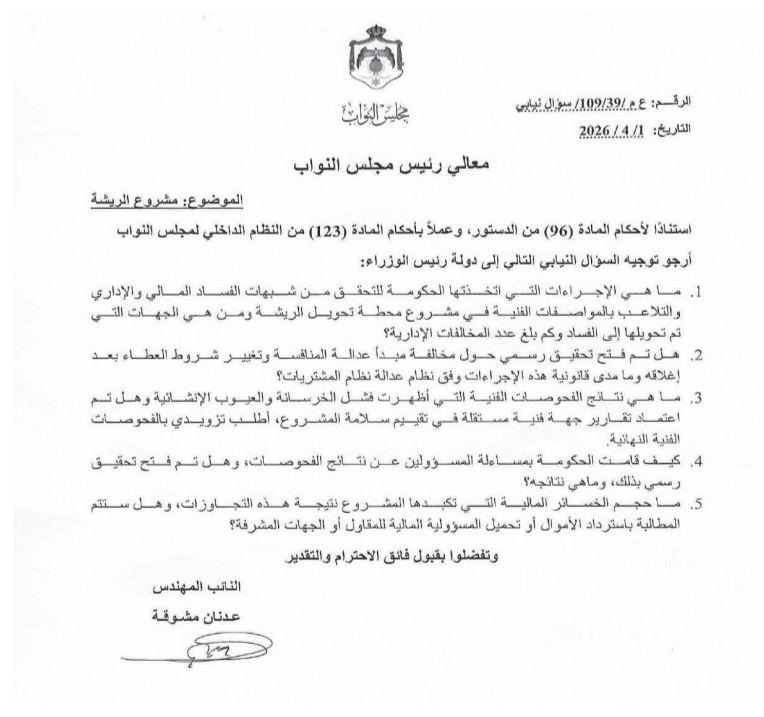 مجلس النواب
الرقـــم: ع م /109/39/ سؤال نيابي
التاريخ: 1/ 4 / 2026
معالي رئيس مجلس النواب
الموضوع: مشروع الريشة
استنادًا لأحكام المادة (96) من الدستور، وعملاً بأحكام المادة (123) من النظام الداخلي لمجلس النواب
أرجو توجيه السؤال النيابي التالي إلى دولة رئيس الوزراء:
1. ما هي الإجراءات التي اتخذتها الحكومة للتحقق من شبهات الفساد المالي والإداري
والتلاعب بالمواصفات الفنية في مشروع محطة تحويل الريشة ومن هي الجهات التي
تم تحويلها إلى الفساد وكم بلغ عدد المخالفات الإدارية؟
2. هل تم فتح تحقيق رسمي حول مخالفة مبدأ عدالة المنافسة وتغيير شروط العطاء بعد
إغلاقه وما مدى قانونية هذه الإجراءات وفق نظام عدالة نظام المشتريات؟
3. ما هي نتائج الفحوصات الفنية التي أظهرت فشل الخرسانة والعيوب الإنشائية وهل تم
اعتماد تقارير جهة فنية مستقلة في تقييم سلامة المشروع، أطلب تزويدي بالفحوصات
الفنية النهائية.
4. كيف قامت الحكومة بمساءلة المسؤولين عن نتائج الفحوصات، وهل تم فتح تحقيق
رسمي بذلك، وماهي نتائجه؟
5. ما حجم الخسائر المالية التي تكبدها المشروع نتيجة هذه التجاوزات، وهل ستتم
المطالبة باسترداد الأموال أو تحميل المسؤولية المالية للمقاول أو الجهات المشرفة؟
وتفضلوا بقبول فائق الاحترام والتقدير
النائب المهندس
عدنان مشوقة